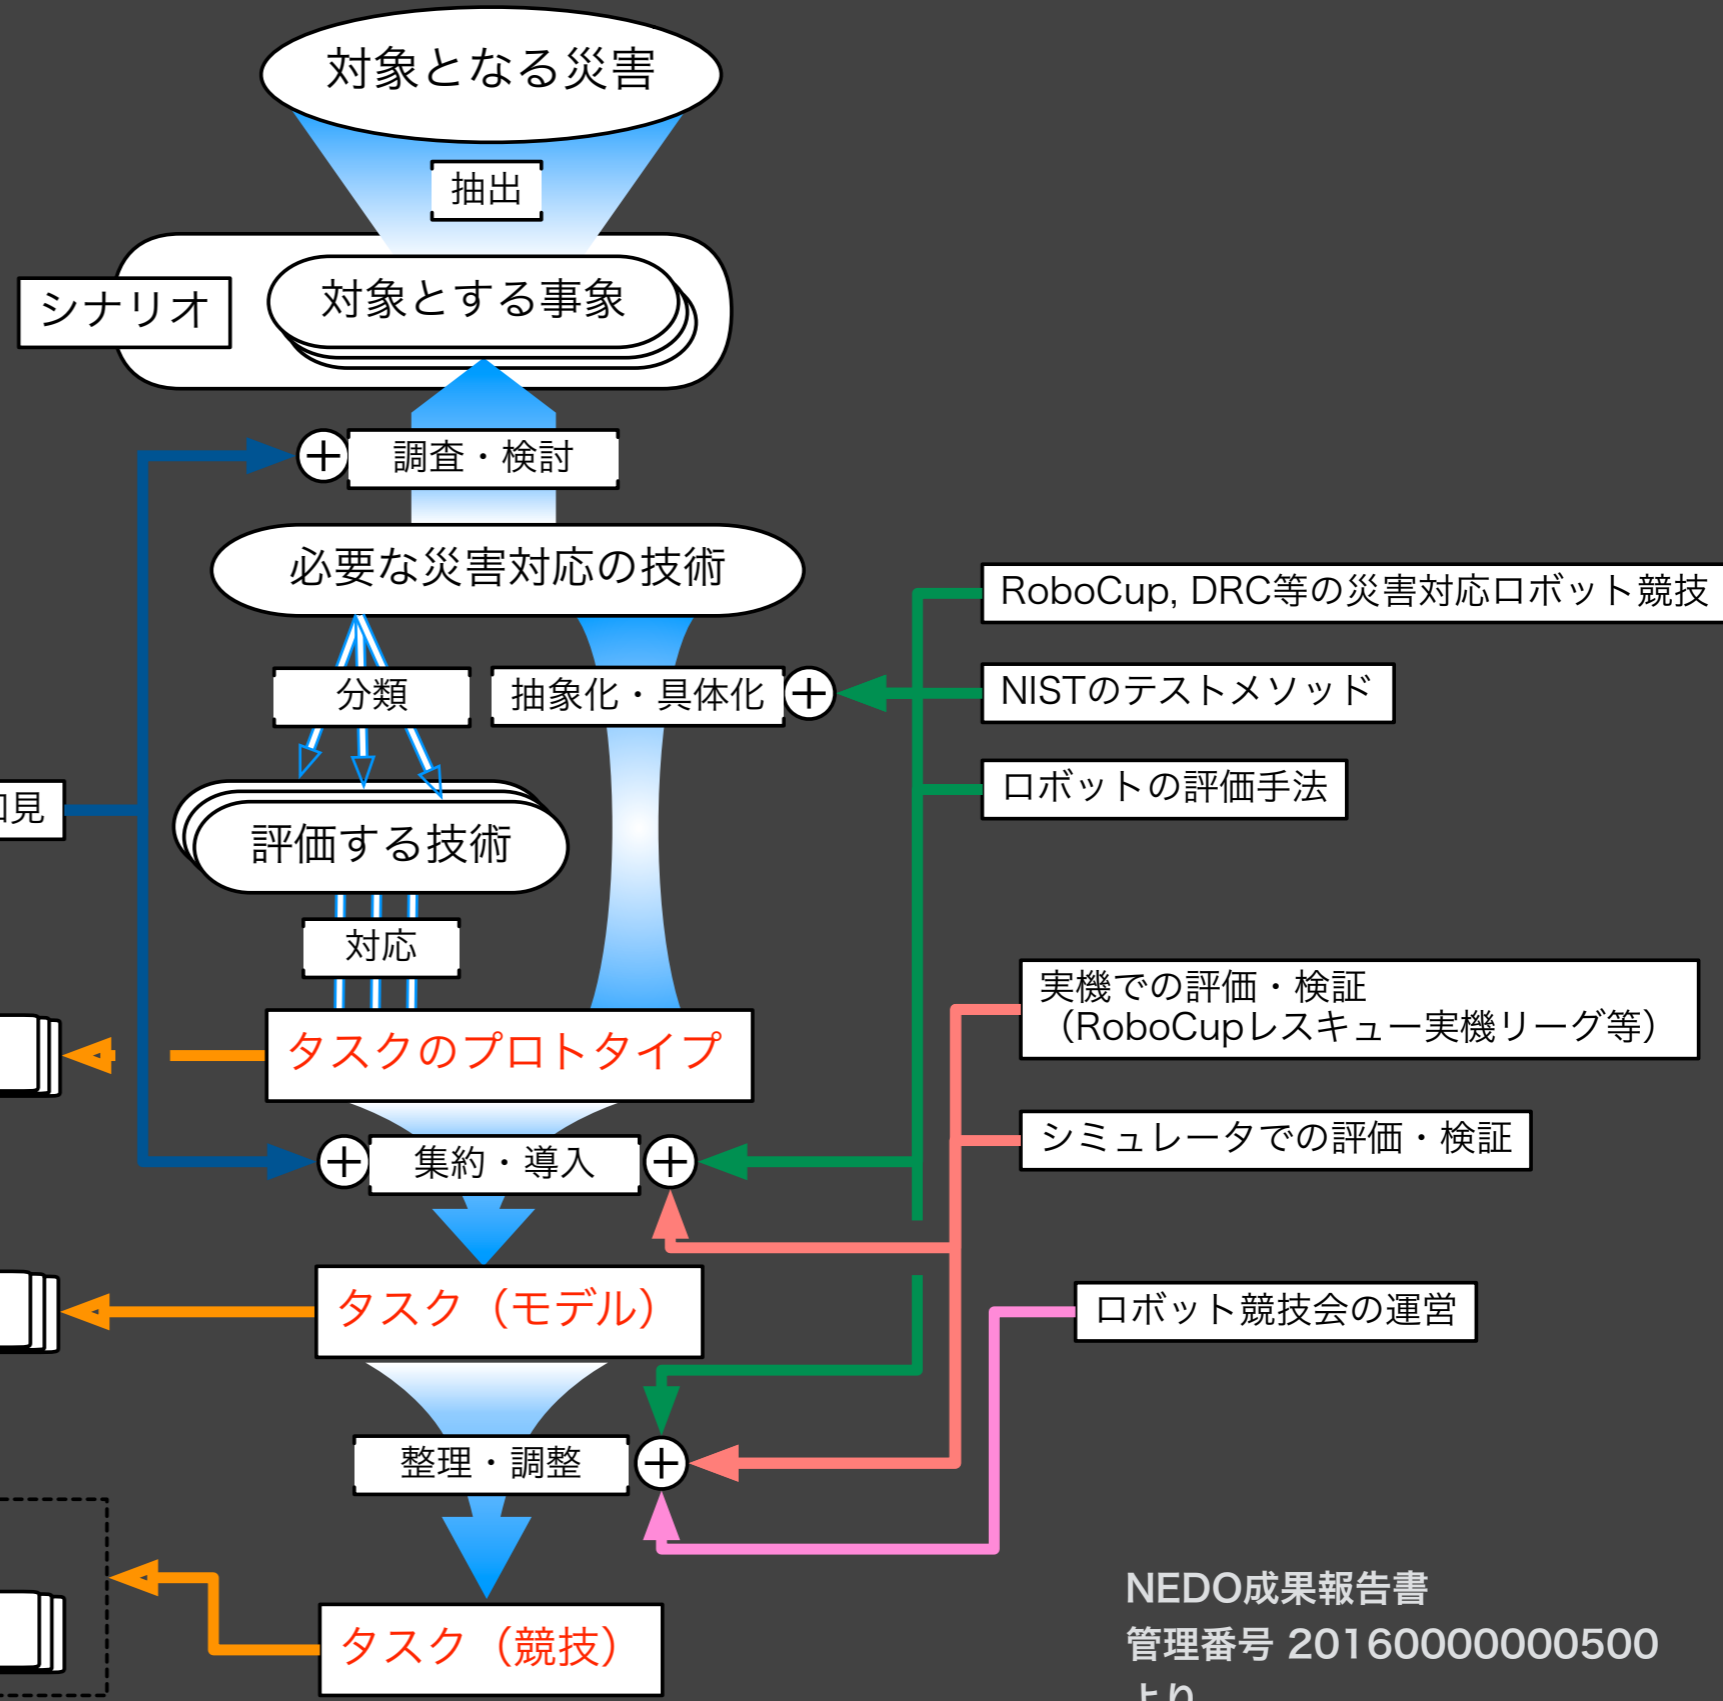 対象となる災害
抽出
シナリオ
対象とする事象
調査・検討
必要な災害対応の技術
RoboCup, DRC等の災害対応ロボット競技
分類
抽象化・具体化
NISTのテストメソッド
ロボットの評価手法
見
評価する技術
対応
実機での評価・検証
（RoboCupレスキュー実機リーグ等）
タスクのプロトタイプ
シミュレータでの評価・検証
集約・導入
タスク（モデル）
ロボット競技会の運営
整理・調整
タスク（競技）
NEDO成果報告書
管理番号 20160000000500
より